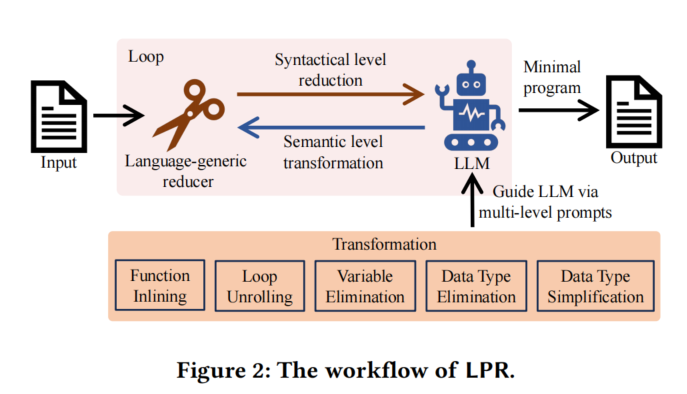 Loop
Syntactical level
reduction
Minimal
program
Semantic level
transformation
Input
Language-generic
reducer
LLM
Output
Guide LLM via
multi-level prompts
Transformation
Function
Inlining
Loop
Unrolling
Variable
Elimination
Data Type
Elimination
Data Type
Simplification
Figure 2: The workflow of LPR.